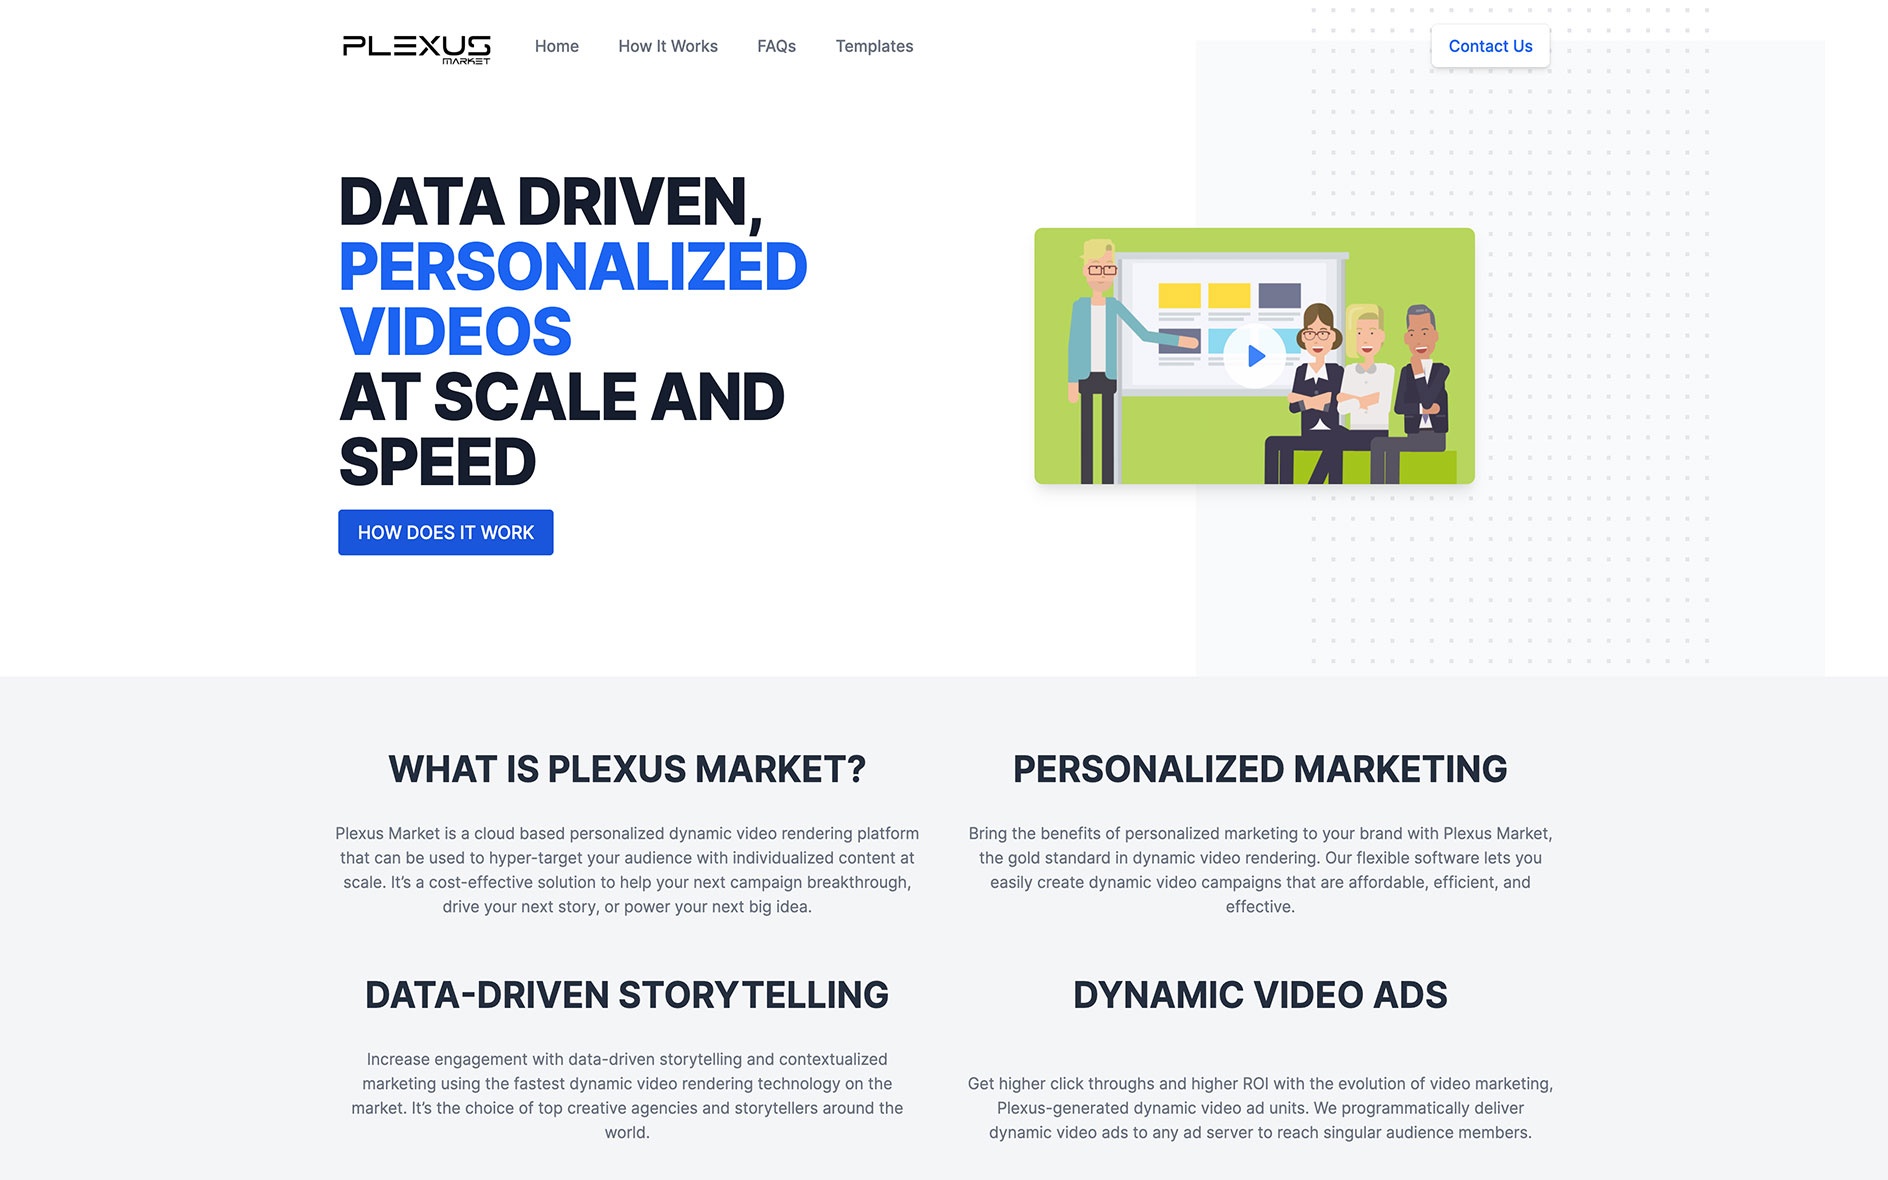 PLEXUS
MARKET
Home
How It Works
FAQs
Templates
Contact Us
DATA DRIVEN,
PERSONALIZED
VIDEOS
AT SCALE AND
SPEED
HOW DOES IT WORK
WHAT IS PLEXUS MARKET?
Plexus Market is a cloud based personalized dynamic video rendering platform
that can be used to hyper-target your audience with individualized content at
scale. It’s a cost-effective solution to help your next campaign breakthrough,
drive your next story, or power your next big idea.
PERSONALIZED MARKETING
Bring the benefits of personalized marketing to your brand with Plexus Market,
the gold standard in dynamic video rendering. Our flexible software lets you
easily create dynamic video campaigns that are affordable, efficient, and
effective.
DATA-DRIVEN STORYTELLING
Increase engagement with data-driven storytelling and contextualized
marketing using the fastest dynamic video rendering technology on the
market. It’s the choice of top creative agencies and storytellers around the
world.
DYNAMIC VIDEO ADS
Get higher click throughs and higher ROI with the evolution of video marketing,
Plexus-generated dynamic video ad units. We programmatically deliver
dynamic video ads to any ad server to reach singular audience members.